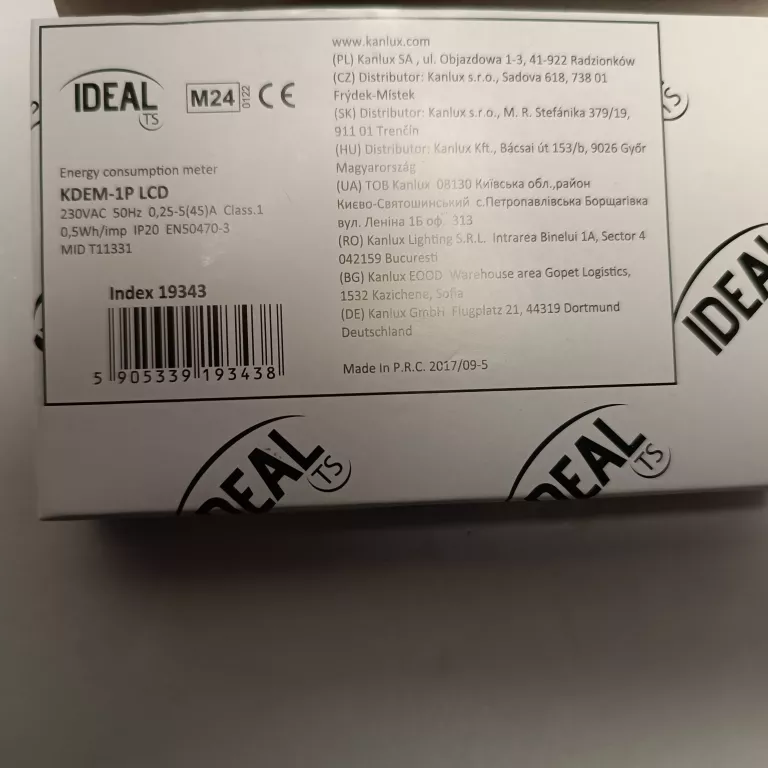 IDEAL
TS
M24
0122
CE
Energy consumption meter
KDEM-1P LCD
230VAC 50Hz 0,25-5(45)A Class.1
0,5Wh/imp IP20 EN50470-3
MID T11331
Index 19343
5 905339 193438
www.kanlux.com
(PL) Kanlux SA , ul. Objazdowa 1-3, 41-922 Radzionków
(CZ) Distributor: Kanlux s.r.o., Sadova 618, 738 01
Frýdek-Místek
(SK) Distributor: Kanlux s.r.o., M. R. Štefánika 379/19,
911 01 Trenčín
(HU) Distributor: Kanlux Kft., Bácsai út 153/b, 9026 Győr
Magyarország
(UA) ТОВ Kanlux 08130 Київська обл.,район
Києво-Святошинський с.Петропавлівська Борщагівка
вул. Леніна 1Б оф. 313
(RO) Kanlux Lighting S.R.L. Intrarea Binelui 1A, Sector 4
042159 Bucuresti
(BG) Kanlux EOOD Warehouse area Gopet Logistics,
1532 Kazichene, Sofia
(DE) Kanlux GmbH Flugplatz 21, 44319 Dortmund
Deutschland
Made in P.R.C. 2017/09-5
TS
IDEAL
IDEAL
TS
IDEAL
TS